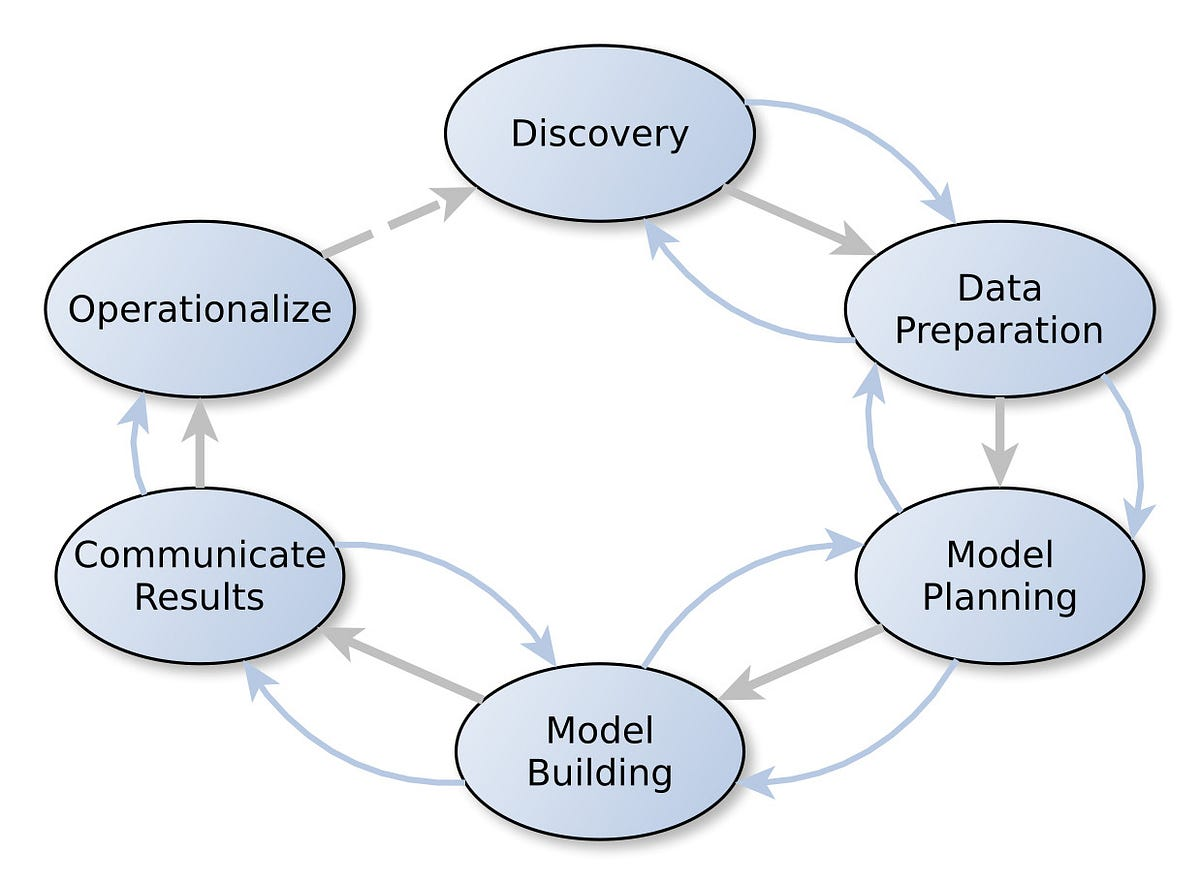 Discovery
Data
Preparation
Model
Planning
Model
Building
Communicate
Results
Operationalize